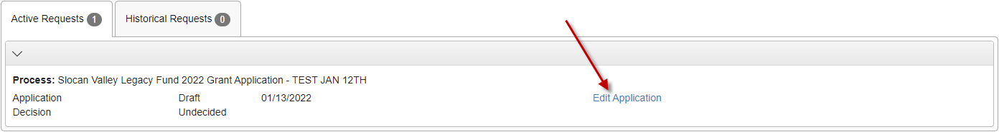 Active Requests 1 Historical Requests 0
Process: Slocan Valley Legacy Fund 2022 Grant Application - TEST JAN 12TH
Application Draft 01/13/2022 Edit Application
Decision Undecided